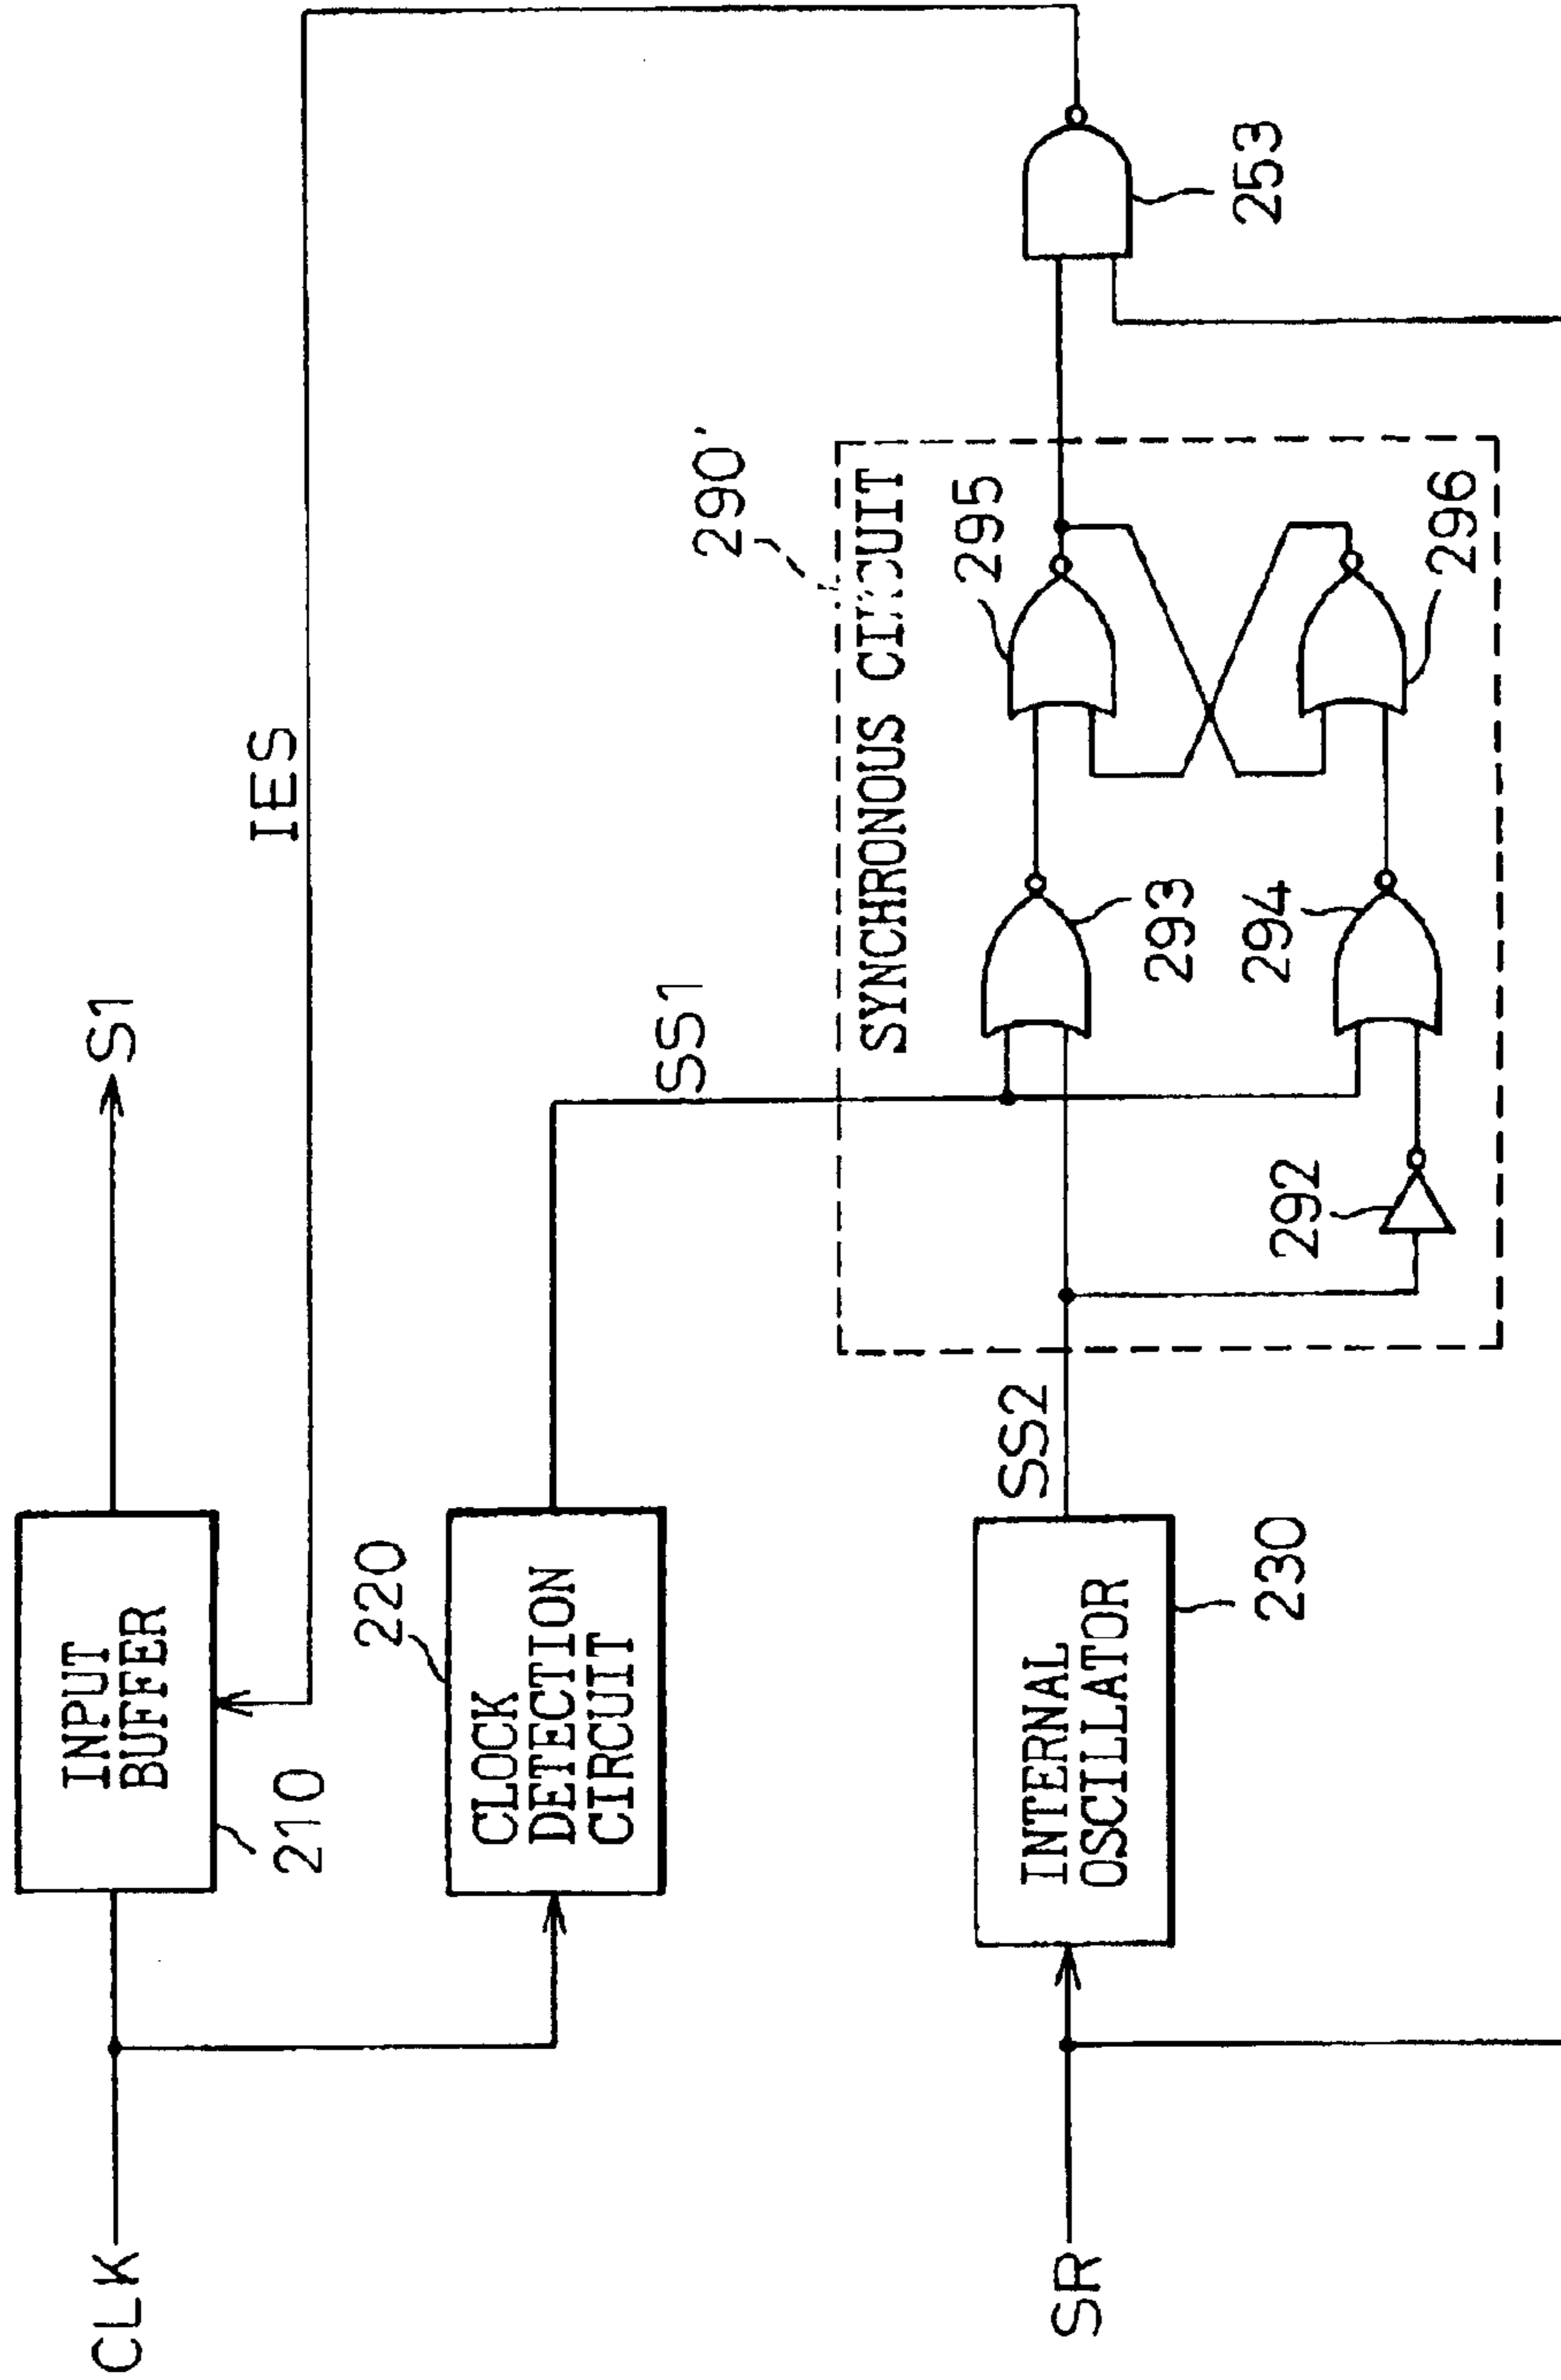 CLK
INPUT
BUFFER
210
S1
IES
CLOCK
DETECTION
CIRCUIT
220
SS1
290'
SYNCHRONOUS CIRCUIT
SR
INTERNAL
OSCILLATOR
230
SS2
292
293
294
295
296
253